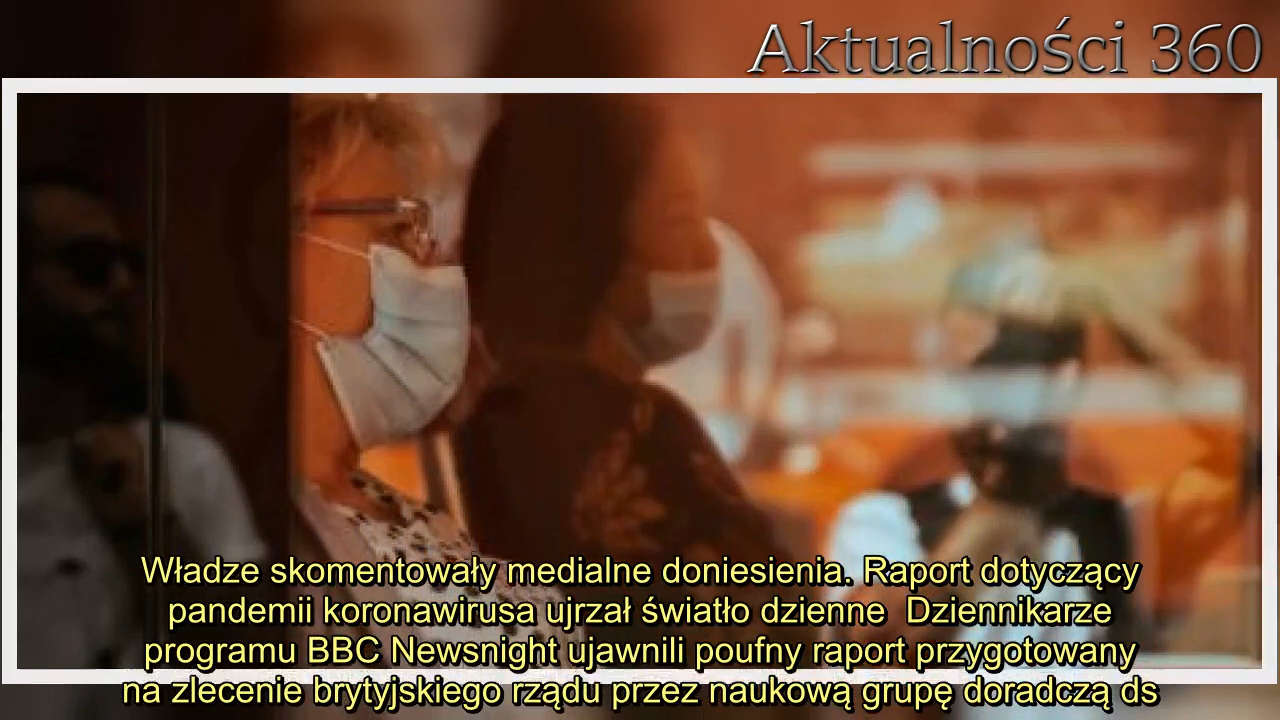 Aktualności 360
Władze skomentowały medialne doniesienia. Raport dotyczący
pandemii koronawirusa ujrzał światło dzienne  Dziennikarze
programu BBC Newsnight ujawnili poufny raport przygotowany
na zlecenie brytyjskiego rządu przez naukową grupę doradczą ds